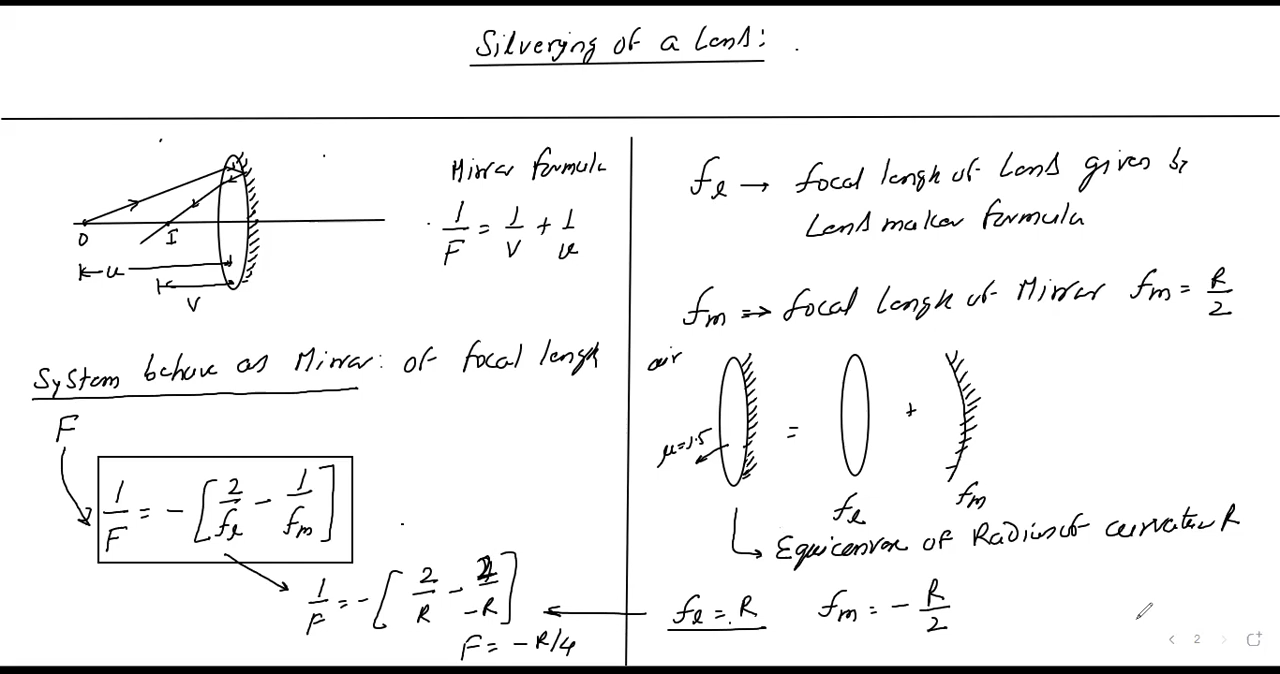 Silvering of a Lens:
Mirror formula
1/F = 1/V + 1/u
O
I
u
V
System behave as Mirror: of focal length
F
1/F = - [2/fℓ - 1/fm]
1/F = - [2/R - 2/-R]
F = - R/4
fℓ → focal length of Lens given by
Lens maker formula
fm ⇒ focal length of Mirror fm = R/2
air
μ=1.5
= +
fℓ
fm
↳ Equiconvex of Radius of curvature R
fℓ = R fm = - R/2
< 2 >